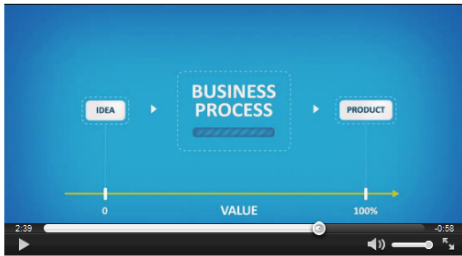 BUSINESS
PROCESS
IDEA
PRODUCT
0
VALUE
100%
2:39
-0:58